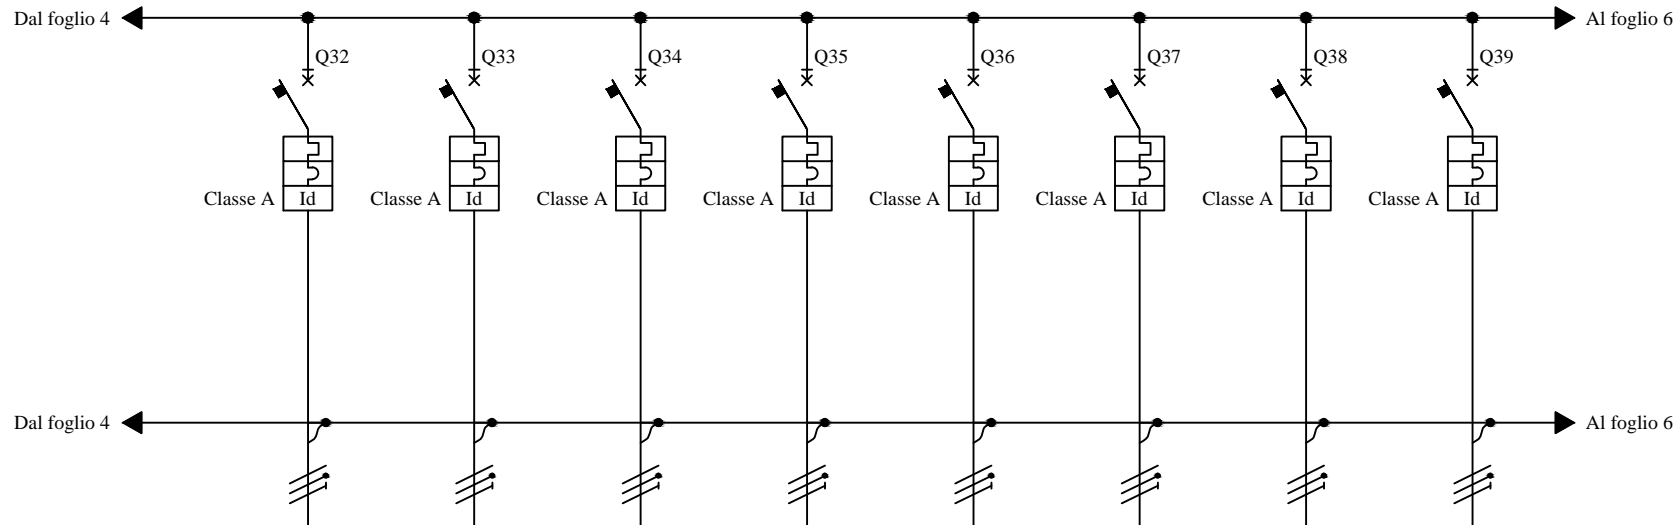 Dal foglio 4 Al foglio 6
Q32 Q33 Q34 Q35 Q36 Q37 Q38 Q39
Classe A Id Classe A Id Classe A Id Classe A Id Classe A Id Classe A Id Classe A Id Classe A Id
Dal foglio 4 Al foglio 6